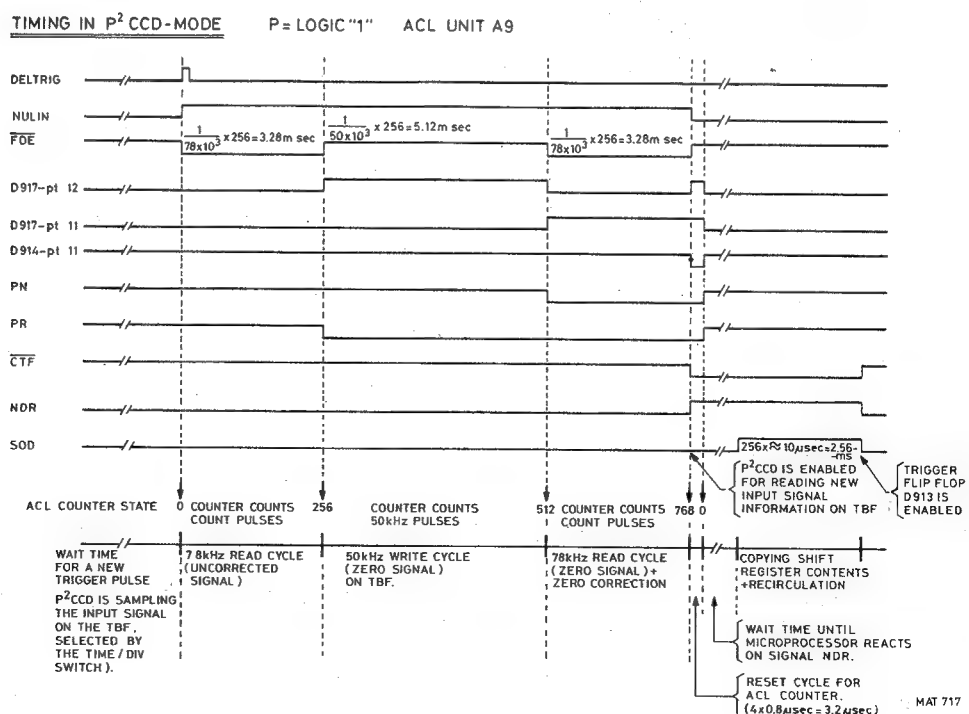 TIMING IN P² CCD-MODE P = LOGIC "1" ACL UNIT A9
DELTRIG
NULIN
FOE
1/78x10³ x 256=3.28m sec
1/50x10³ x 256=5.12m sec
1/78x10³ x 256=3.28m sec
D917-pt 12
D917-pt 11
D914-pt 11
PN
PR
CTF
NDR
SOD
256x≈10µsec=2,56-
-ms
P²CCD IS ENABLED
FOR READING NEW
INPUT SIGNAL
INFORMATION ON TBF
TRIGGER
FLIP FLOP
D913 IS
ENABLED
ACL COUNTER STATE 0 COUNTER COUNTS 256 COUNTER COUNTS 512 COUNTER COUNTS 768 0
COUNT PULSES 50kHz PULSES COUNT PULSES
WAIT TIME
FOR A NEW
TRIGGER PULSE
P²CCD IS SAMPLING
THE INPUT SIGNAL
ON THE TBF,
SELECTED BY
THE TIME/DIV
SWITCH).
78kHz READ CYCLE
(UNCORRECTED
SIGNAL)
50kHz WRITE CYCLE
(ZERO SIGNAL)
ON TBF.
78kHz READ CYCLE
(ZERO SIGNAL)+
ZERO CORRECTION
COPYING SHIFT
REGISTER CONTENTS
+RECIRCULATION
WAIT TIME UNTIL
MICROPROCESSOR REACTS
ON SIGNAL NDR.
RESET CYCLE FOR
ACL COUNTER.
(4x0,8µsec=3.2µsec)
MAT 717